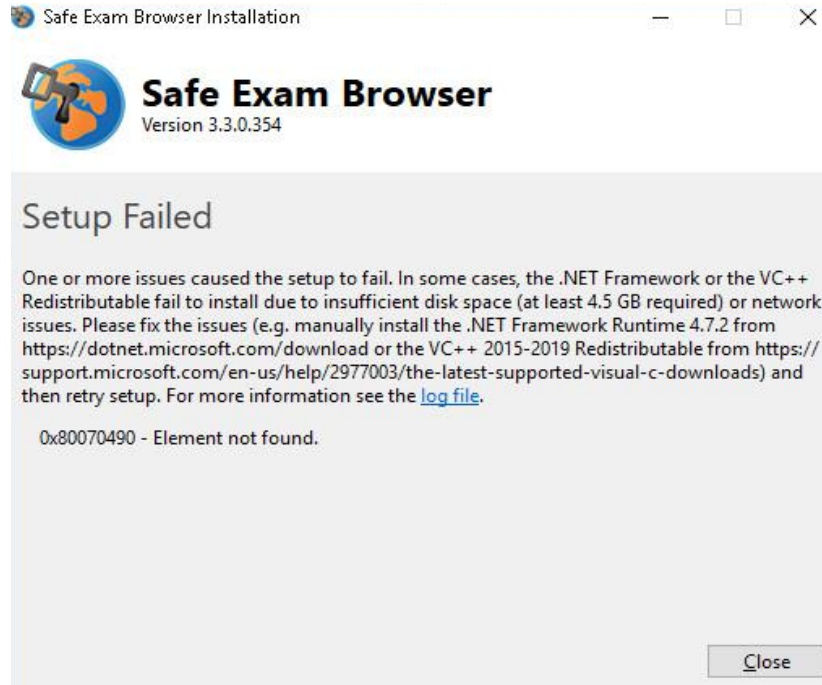 Safe Exam Browser Installation
Safe Exam Browser
Version 3.3.0.354
Setup Failed
One or more issues caused the setup to fail. In some cases, the .NET Framework or the VC++
Redistributable fail to install due to insufficient disk space (at least 4.5 GB required) or network
issues. Please fix the issues (e.g. manually install the .NET Framework Runtime 4.7.2 from
https://dotnet.microsoft.com/download or the VC++ 2015-2019 Redistributable from https://
support.microsoft.com/en-us/help/2977003/the-latest-supported-visual-c-downloads) and
then retry setup. For more information see the log file.
0x80070490 - Element not found.
Close